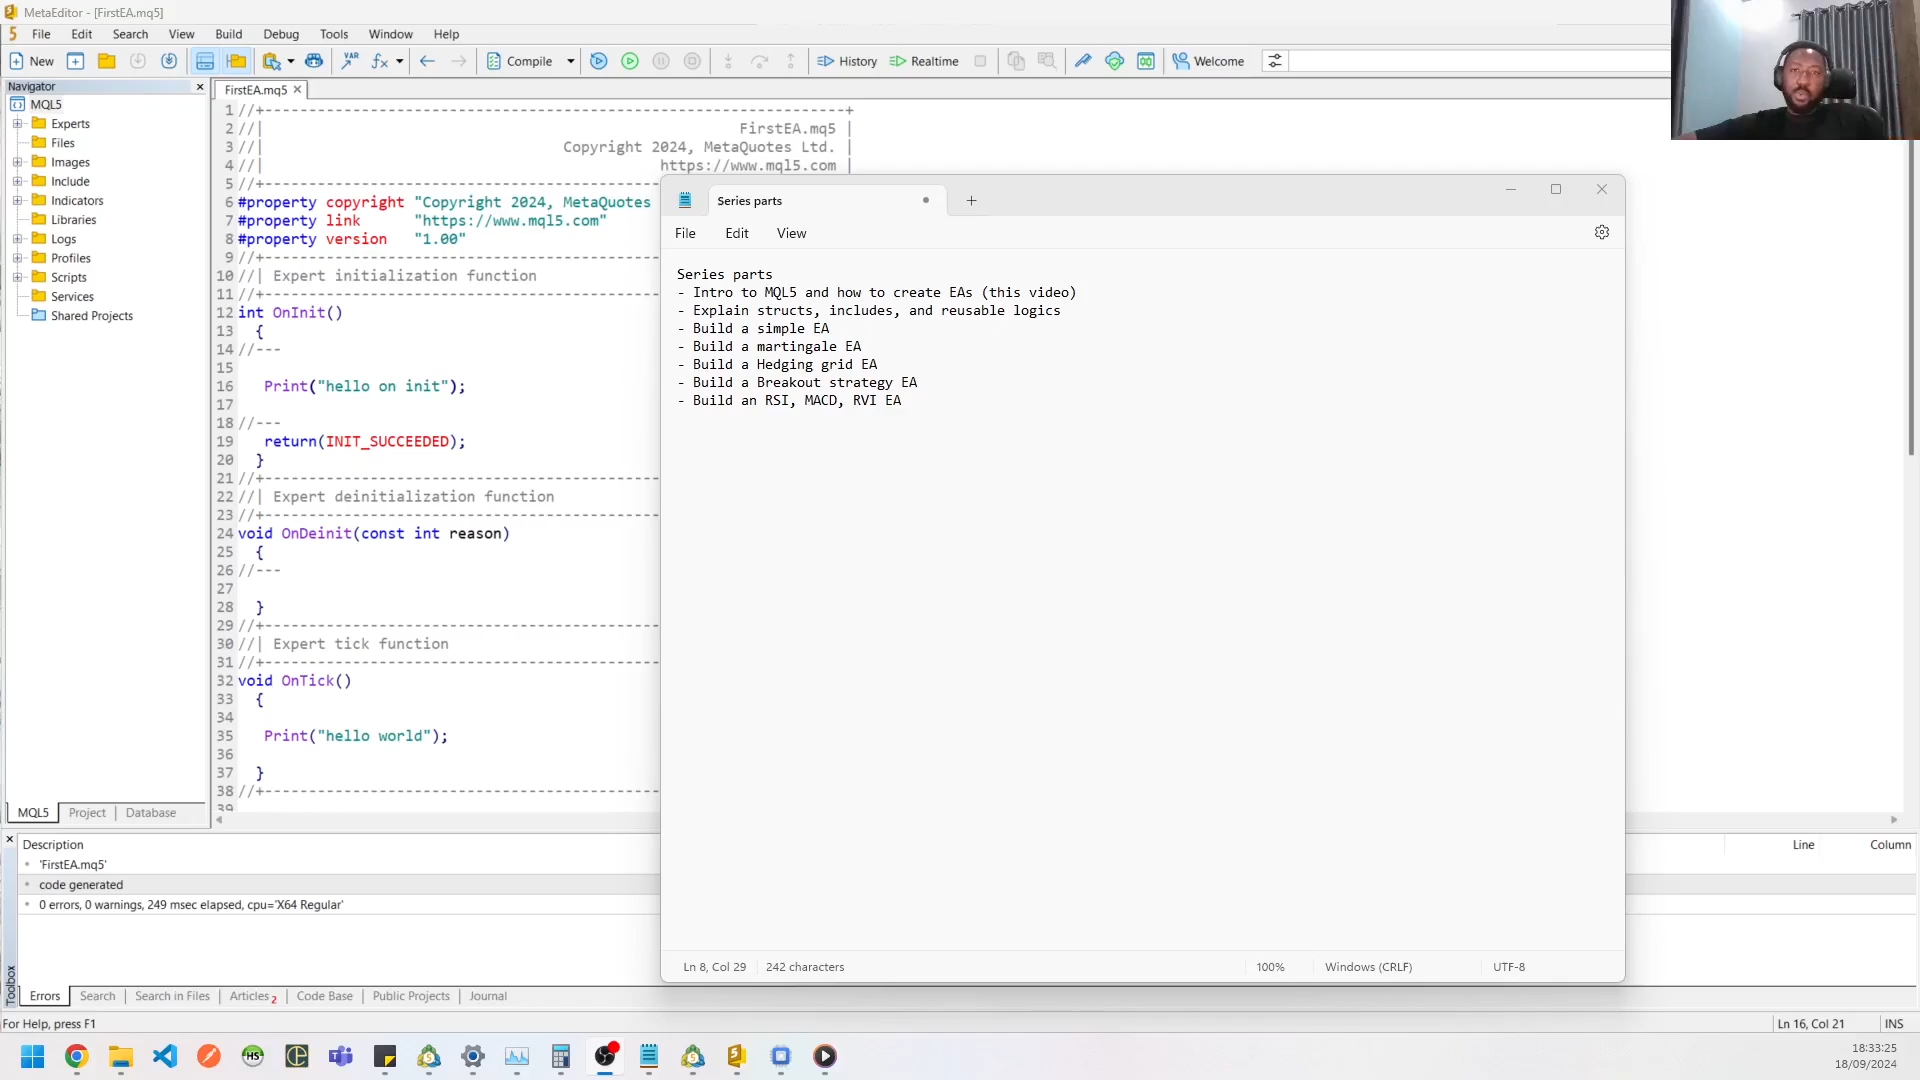 MetaEditor - [FirstEA.mq5]
File Edit Search View Build Debug Tools Window Help
New VAR fx Compile History Realtime Welcome
Navigator
MQL5
Experts
Files
Images
Include
Indicators
Libraries
Logs
Profiles
Scripts
Services
Shared Projects
MQL5 Project Database
FirstEA.mq5
1 //+------------------------------------------------------------------+
2 //| FirstEA.mq5 |
3 //| Copyright 2024, MetaQuotes Ltd. |
4 //| https://www.mql5.com |
5 //+---------------------------------------------
6 #property copyright "Copyright 2024, MetaQuotes
7 #property link "https://www.mql5.com"
8 #property version "1.00"
9 //+---------------------------------------------
10 //| Expert initialization function
11 //+---------------------------------------------
12 int OnInit()
13 {
14 //---
15
16 Print("hello on init");
17
18 //---
19 return(INIT_SUCCEEDED);
20 }
21 //+---------------------------------------------
22 //| Expert deinitialization function
23 //+---------------------------------------------
24 void OnDeinit(const int reason)
25 {
26 //---
27
28 }
29 //+---------------------------------------------
30 //| Expert tick function
31 //+---------------------------------------------
32 void OnTick()
33 {
34
35 Print("hello world");
36
37 }
38 //+---------------------------------------------
39
Series parts
File Edit View
Series parts
- Intro to MQL5 and how to create EAs (this video)
- Explain structs, includes, and reusable logics
- Build a simple EA
- Build a martingale EA
- Build a Hedging grid EA
- Build a Breakout strategy EA
- Build an RSI, MACD, RVI EA
Ln 8, Col 29 242 characters 100% Windows (CRLF) UTF-8
Description Line Column
'FirstEA.mq5'
code generated
0 errors, 0 warnings, 249 msec elapsed, cpu='X64 Regular'
Toolbox
Errors Search Search in Files Articles 2 Code Base Public Projects Journal
For Help, press F1 Ln 16, Col 21 INS
HS
18:33:25
18/09/2024